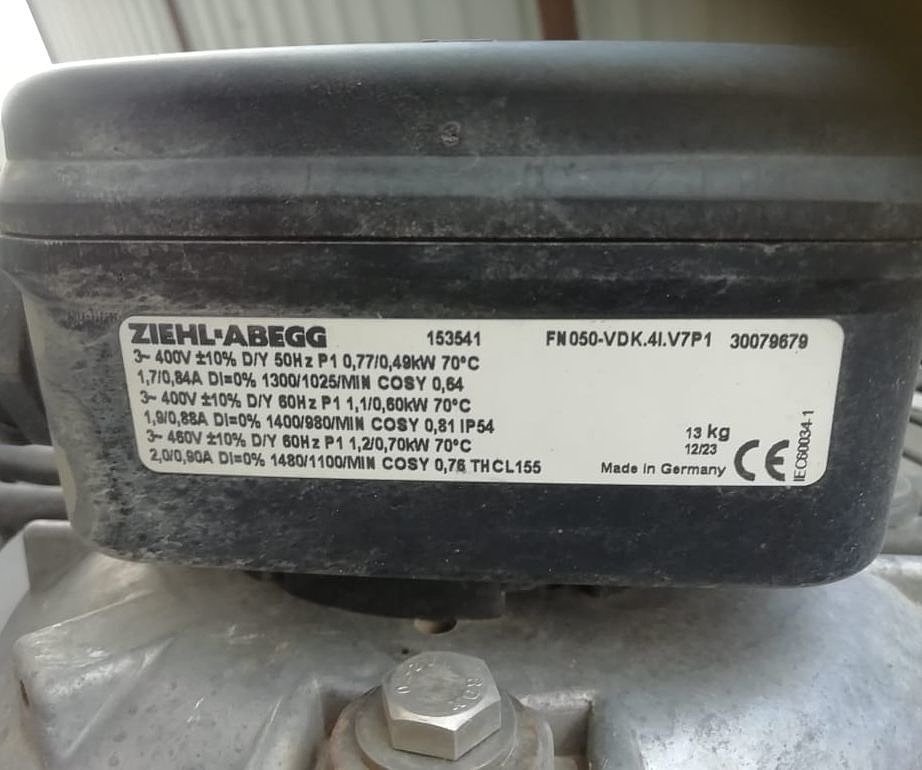 ZIEHL-ABEGG 153541 FN050-VDK.4I.V7P1 30079679
3~ 400V ±10% D/Y 50Hz P1 0,77/0,49kW 70°C
1,7/0,84A DI=0% 1300/1025/MIN COSY 0,64
3~ 400V ±10% D/Y 60Hz P1 1,1/0,60kW 70°C
1,9/0,88A DI=0% 1400/980/MIN COSY 0,81 IP54
3~ 460V ±10% D/Y 60Hz P1 1,2/0,70kW 70°C
2,0/0,90A DI=0% 1480/1100/MIN COSY 0,76 THCL155
13 kg
12/23
Made in Germany CE
IEC60034-1